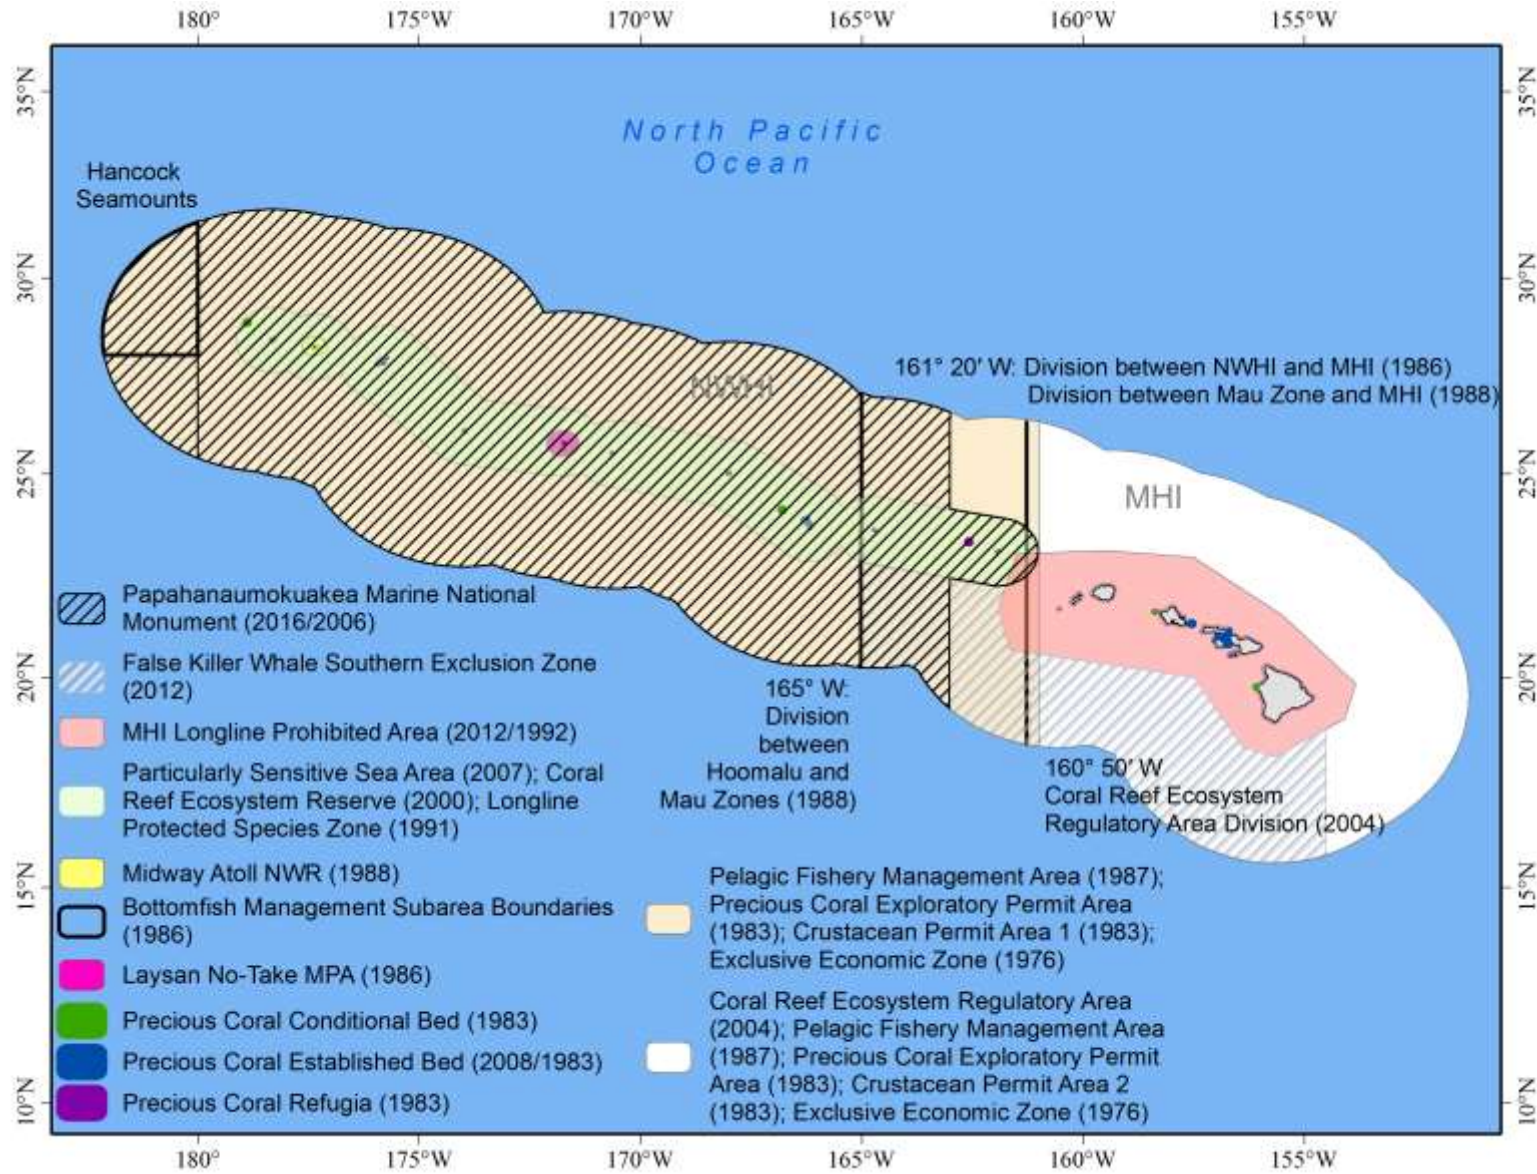 180°
175°W
170°W
165°W
160°W
155°W
35°N
35°N
North Pacific
Ocean
Hancock
Seamounts
30°N
30°N
161° 20' W: Division between NWHI and MHI (1986)
Division between Mau Zone and MHI (1988)
25°N
25°N
MHI
20°N
20°N
165° W:
Division
between
Hoomalu and
Mau Zones (1988)
160° 50' W
Coral Reef Ecosystem
Regulatory Area Division (2004)
Papahanaumokuakea Marine National
Monument (2016/2006)
False Killer Whale Southern Exclusion Zone
(2012)
MHI Longline Prohibited Area (2012/1992)
Particularly Sensitive Sea Area (2007); Coral
Reef Ecosystem Reserve (2000); Longline
Protected Species Zone (1991)
Midway Atoll NWR (1988)
Bottomfish Management Subarea Boundaries
(1986)
Laysan No-Take MPA (1986)
Precious Coral Conditional Bed (1983)
Precious Coral Established Bed (2008/1983)
Precious Coral Refugia (1983)
Pelagic Fishery Management Area (1987);
Precious Coral Exploratory Permit Area
(1983); Crustacean Permit Area 1 (1983);
Exclusive Economic Zone (1976)
Coral Reef Ecosystem Regulatory Area
(2004); Pelagic Fishery Management Area
(1987); Precious Coral Exploratory Permit
Area (1983); Crustacean Permit Area 2
(1983); Exclusive Economic Zone (1976)
15°N
15°N
10°N
10°N
180°
175°W
170°W
165°W
160°W
155°W